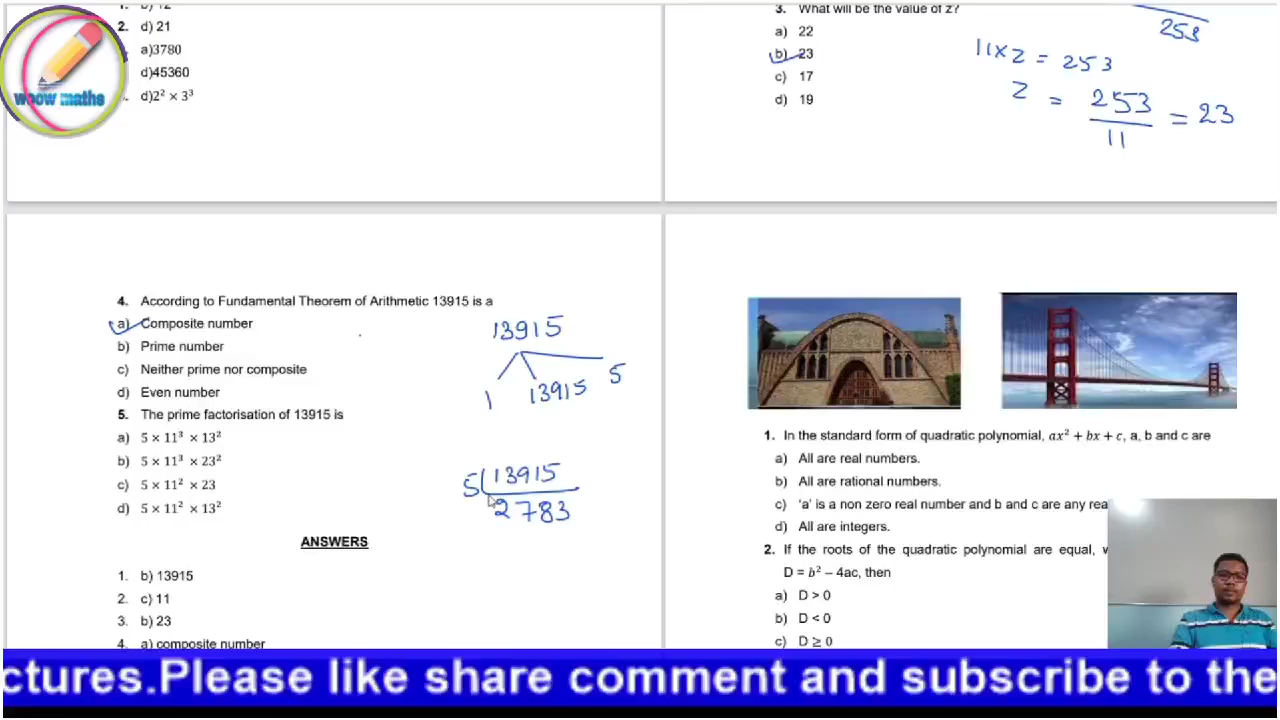 1. b) 12
2. d) 21
a)3780
d)45360
d)2² × 3³
woow maths
3. What will be the value of z?
a) 22
b) 23
c) 17
d) 19
253
11 × z = 253
z = 253/11 = 23
4. According to Fundamental Theorem of Arithmetic 13915 is a
a) Composite number
b) Prime number
c) Neither prime nor composite
d) Even number
13915
1 13915 5
5. The prime factorisation of 13915 is
a) 5 × 11³ × 13²
b) 5 × 11³ × 23²
c) 5 × 11² × 23
d) 5 × 11² × 13²
5 13915
2783
ANSWERS
1. b) 13915
2. c) 11
3. b) 23
4. a) composite number
1. In the standard form of quadratic polynomial, ax² + bx + c, a, b and c are
a) All are real numbers.
b) All are rational numbers.
c) 'a' is a non zero real number and b and c are any rea
d) All are integers.
2. If the roots of the quadratic polynomial are equal,
D = b² – 4ac, then
a) D > 0
b) D < 0
c) D ≥ 0
ctures.Please like share comment and subscribe to the